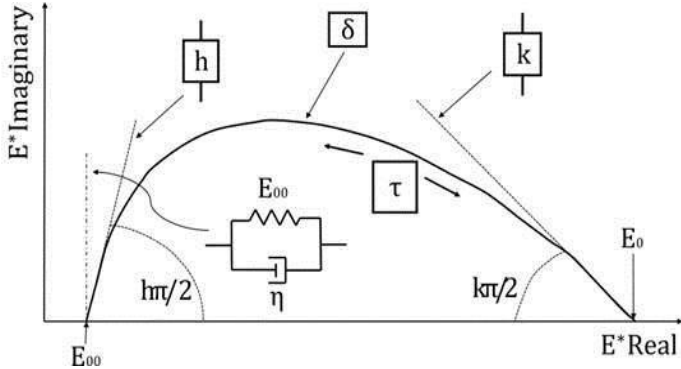 h
δ
k
E*Imaginary
τ
E₀₀
E₀
hπ/2
η
kπ/2
E₀₀
E*Real